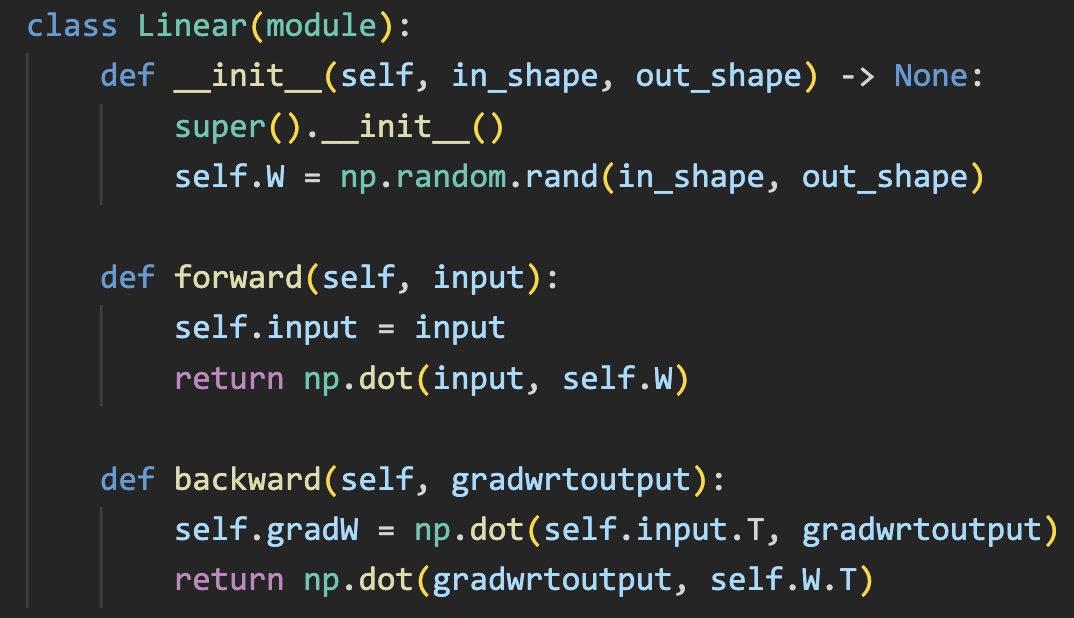 class Linear(module):
    def __init__(self, in_shape, out_shape) -> None:
        super().__init__()
        self.W = np.random.rand(in_shape, out_shape)

    def forward(self, input):
        self.input = input
        return np.dot(input, self.W)

    def backward(self, gradwrtoutput):
        self.gradW = np.dot(self.input.T, gradwrtoutput)
        return np.dot(gradwrtoutput, self.W.T)